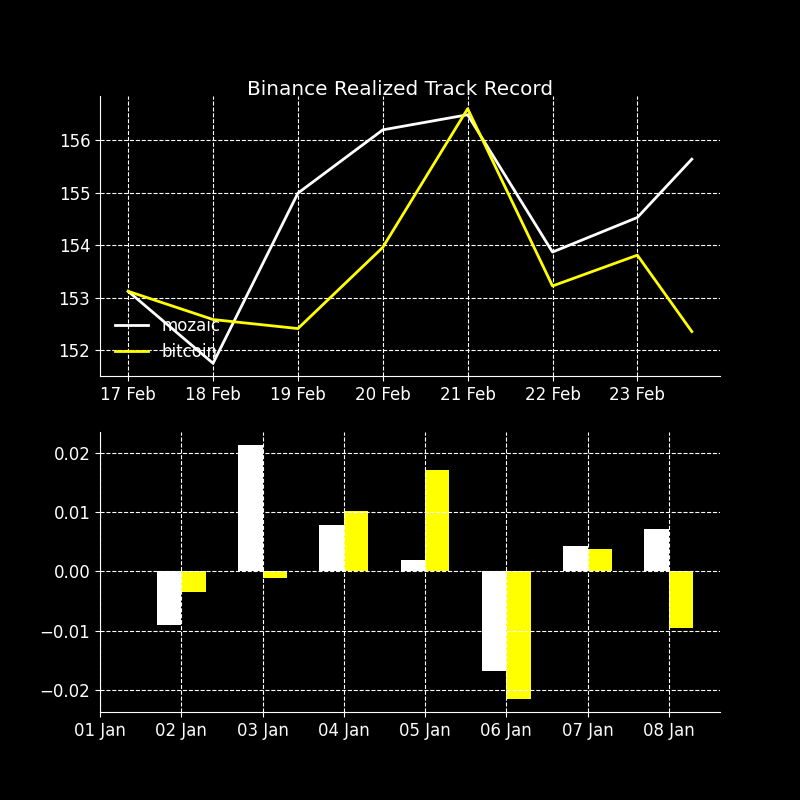 Binance Realized Track Record
156
155
154
153
152
mozaic
bitcoin
17 Feb 18 Feb 19 Feb 20 Feb 21 Feb 22 Feb 23 Feb
0.02
0.01
0.00
−0.01
−0.02
01 Jan 02 Jan 03 Jan 04 Jan 05 Jan 06 Jan 07 Jan 08 Jan